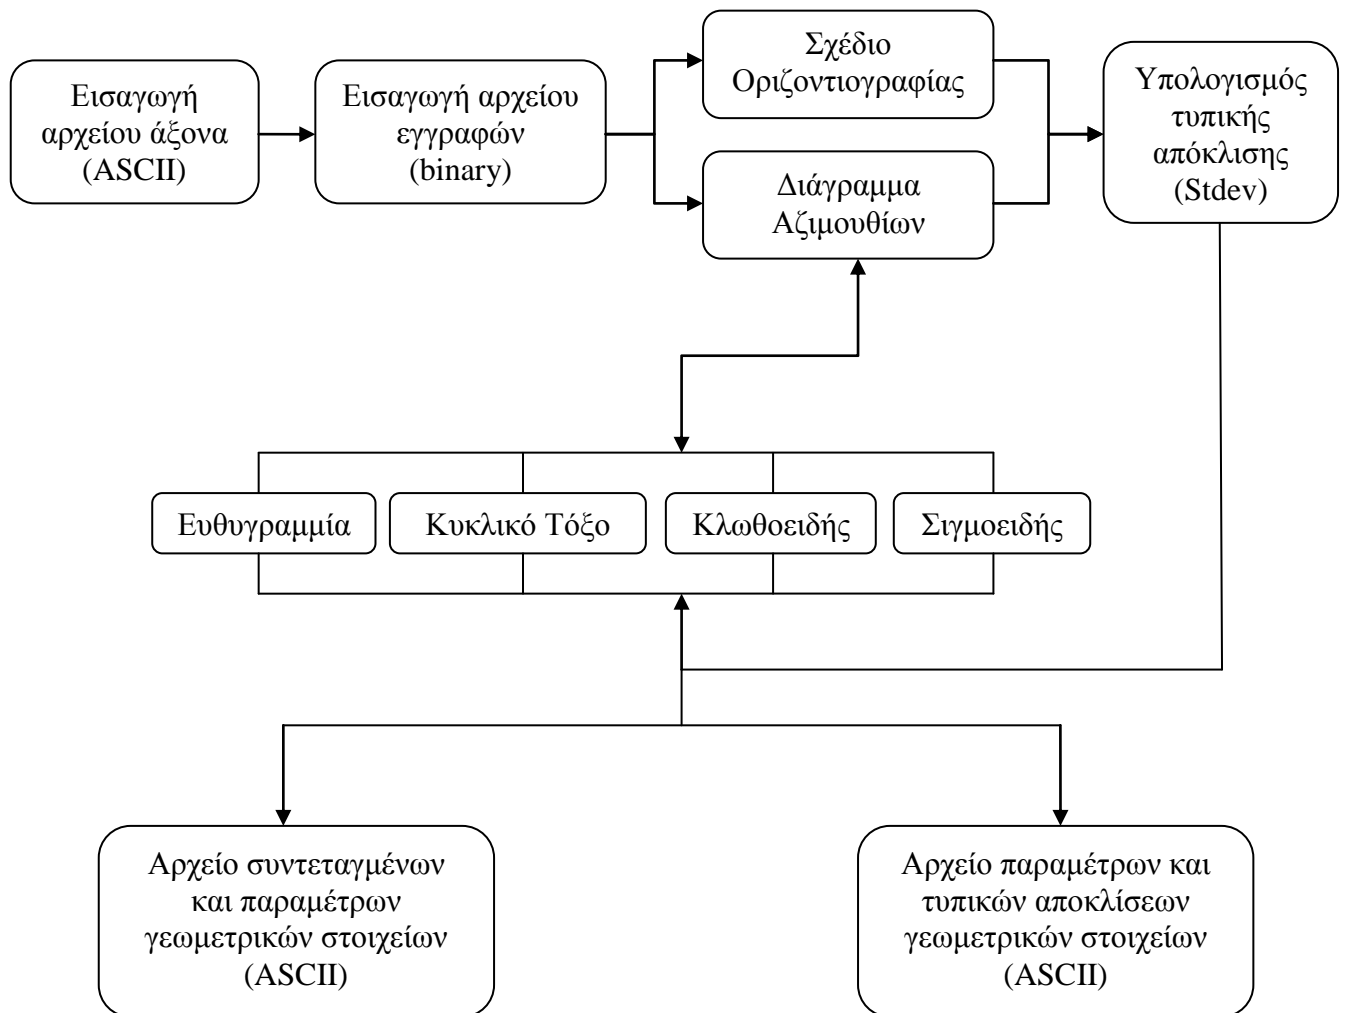 Εισαγωγή
αρχείου άξονα
(ASCII)
Εισαγωγή αρχείου
εγγραφών
(binary)
Σχέδιο
Οριζοντιογραφίας
Διάγραμμα
Αζιμουθίων
Υπολογισμός
τυπικής
απόκλισης
(Stdev)
Ευθυγραμμία
Κυκλικό Τόξο
Κλωθοειδής
Σιγμοειδής
Αρχείο συντεταγμένων
και παραμέτρων
γεωμετρικών στοιχείων
(ASCII)
Αρχείο παραμέτρων και
τυπικών αποκλίσεων
γεωμετρικών στοιχείων
(ASCII)